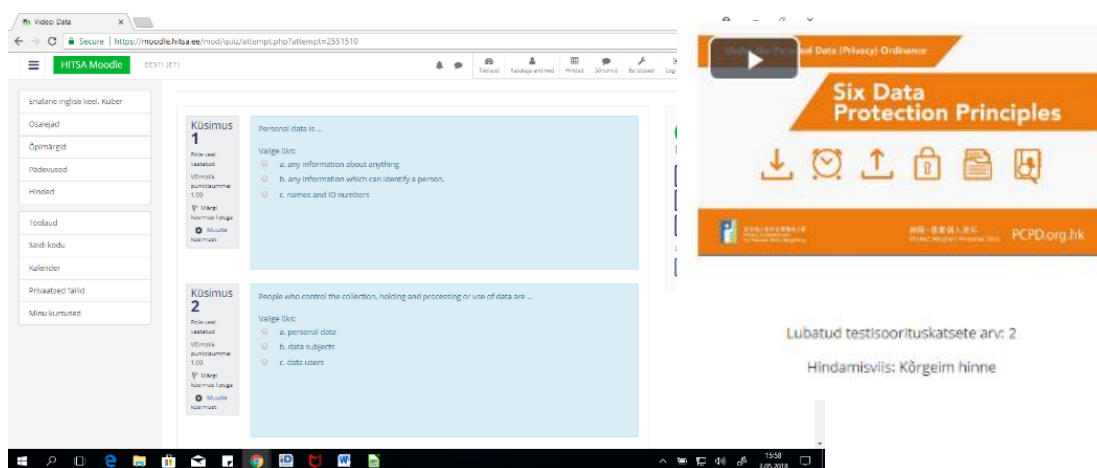 Video: Data
Secure | https://moodle.hitsa.ee/mod/quiz/attempt.php?attempt=2551510
HITSA Moodle
EESTI (ET)
Töölaud
Kasutaja andmed
Hinded
Sõnumid
Eelistused
Erialane inglise keel. Küber
Osalejad
Õpimärgid
Pädevused
Hinded
Töölaud
Saidi kodu
Kalender
Privaatsed failid
Minu kursused
Küsimus
1
Pole veel
vastatud
Võimalik
punktisumma:
1.00
Märgi
küsimus lipuga
Muuda
küsimust
Personal data is ...
Valige üks:
a. any information about anything
b. any information which can identify a person.
c. names and ID numbers
Küsimus
2
Pole veel
vastatud
Võimalik
punktisumma:
1.00
Märgi
küsimus lipuga
Muuda
küsimust
People who control the collection, holding and processing or use of data are ...
Valige üks:
a. personal data
b. data subjects
c. data users
Under the Personal Data (Privacy) Ordinance
Six Data
Protection Principles
PCPD.org.hk
Lubatud testisoorituskatsete arv: 2
Hindamisviis: Kõrgeim hinne
15:58